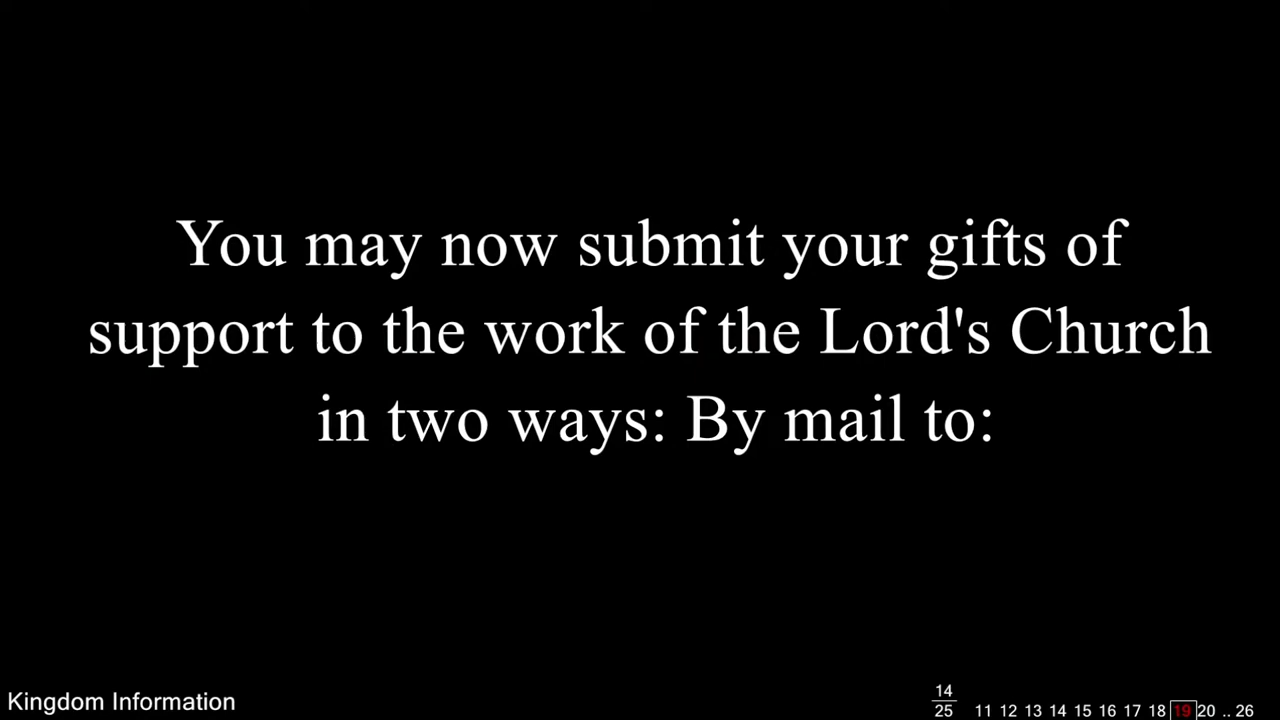 You may now submit your gifts of
support to the work of the Lord's Church
in two ways: By mail to:
Kingdom Information
14
25
11 12 13 14 15 16 17 18 19 20 .. 26